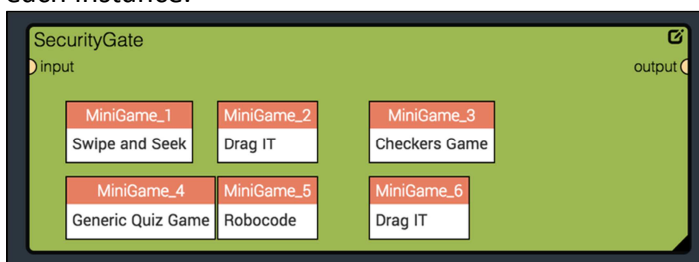 each instance.
SecurityGate
input
output
MiniGame_1
Swipe and Seek
MiniGame_2
Drag IT
MiniGame_3
Checkers Game
MiniGame_4
Generic Quiz Game
MiniGame_5
Robocode
MiniGame_6
Drag IT